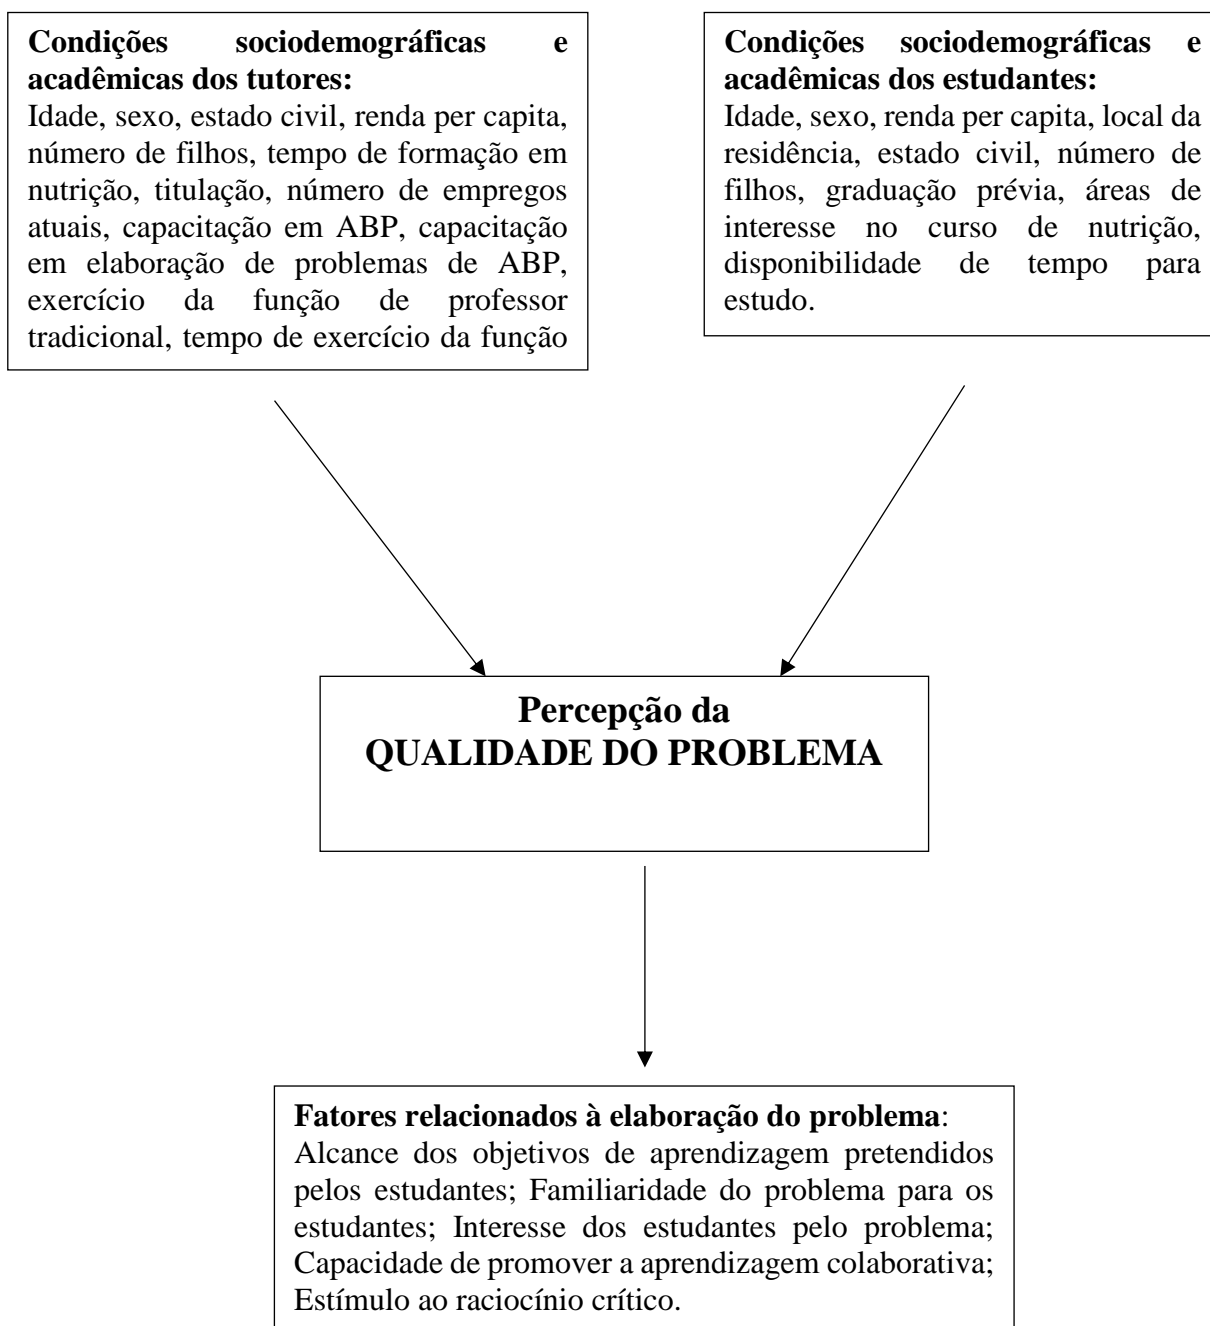 Condições sociodemográficas e
acadêmicas dos tutores:
Idade, sexo, estado civil, renda per capita,
número de filhos, tempo de formação em
nutrição, titulação, número de empregos
atuais, capacitação em ABP, capacitação
em elaboração de problemas de ABP,
exercício da função de professor
tradicional, tempo de exercício da função
Condições sociodemográficas e
acadêmicas dos estudantes:
Idade, sexo, renda per capita, local da
residência, estado civil, número de
filhos, graduação prévia, áreas de
interesse no curso de nutrição,
disponibilidade de tempo para
estudo.
Percepção da
QUALIDADE DO PROBLEMA
Fatores relacionados à elaboração do problema:
Alcance dos objetivos de aprendizagem pretendidos
pelos estudantes; Familiaridade do problema para os
estudantes; Interesse dos estudantes pelo problema;
Capacidade de promover a aprendizagem colaborativa;
Estímulo ao raciocínio crítico.